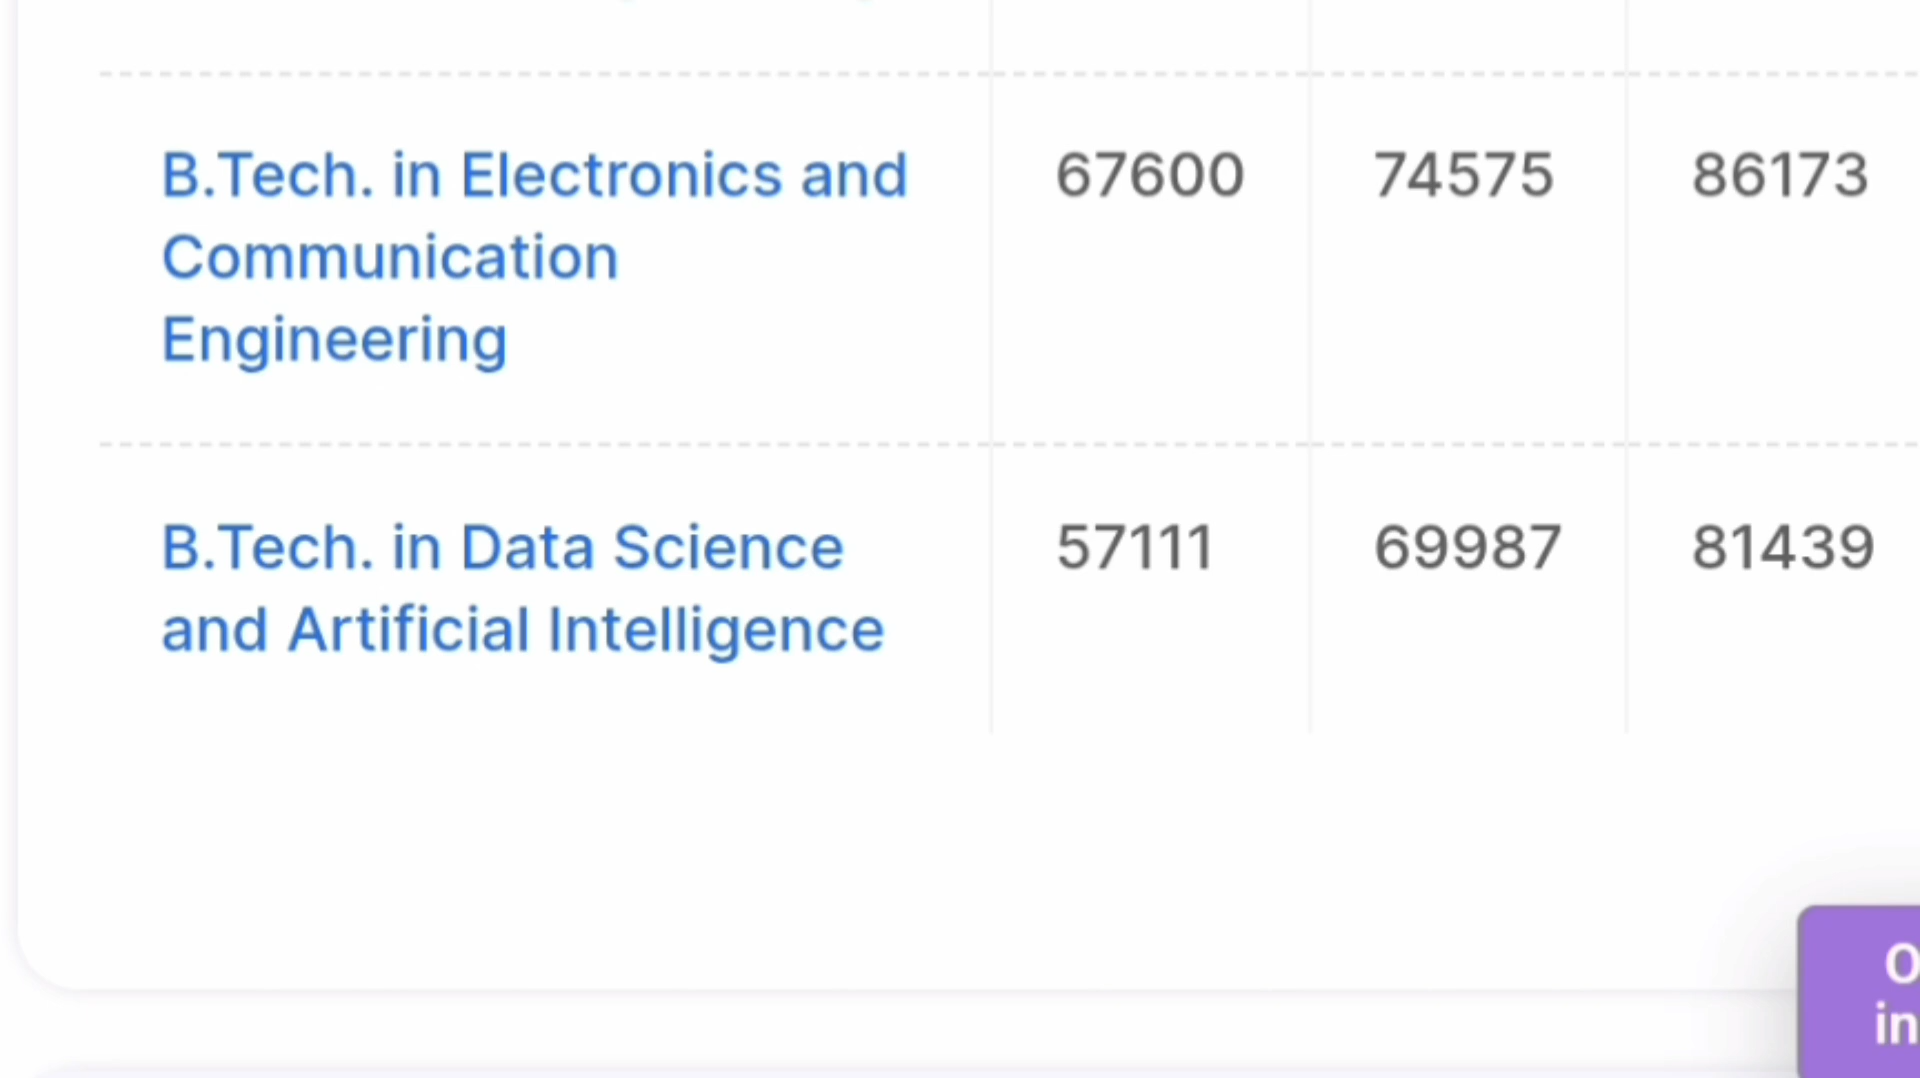 B.Tech. in Electronics and 67600 74575 86173
Communication
Engineering
B.Tech. in Data Science 57111 69987 81439
and Artificial Intelligence
in